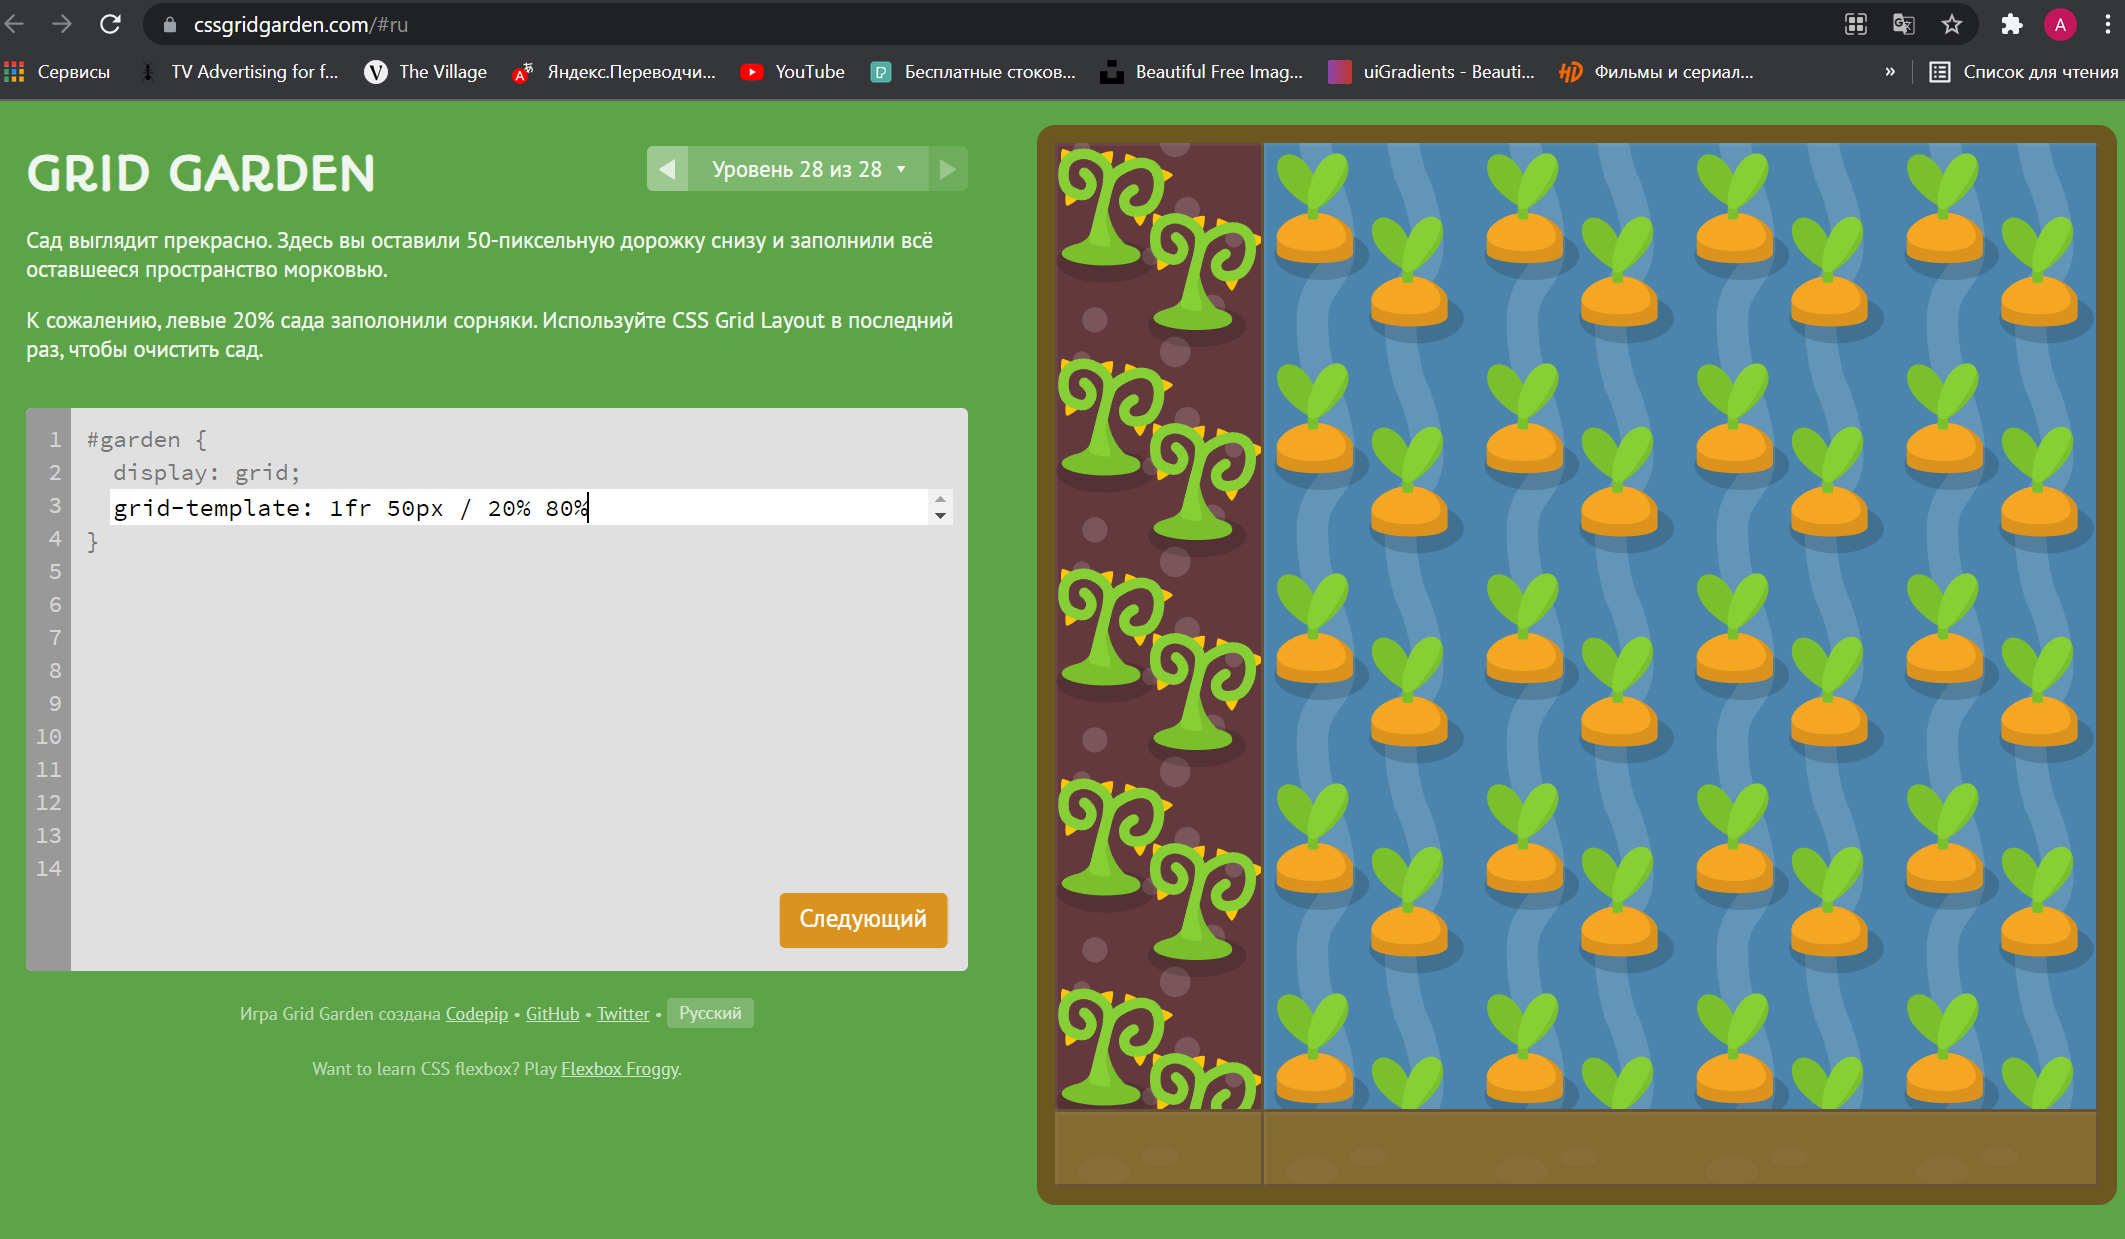 cssgridgarden.com/#ru
A
Сервисы
TV Advertising for f...
The Village
Яндекс.Переводчи...
YouTube
Бесплатные стоков...
Beautiful Free Imag...
uiGradients - Beauti...
Фильмы и сериал...
»
Список для чтения
GRID GARDEN
Уровень 28 из 28
Сад выглядит прекрасно. Здесь вы оставили 50-пиксельную дорожку снизу и заполнили всё
оставшееся пространство морковью.
К сожалению, левые 20% сада заполонили сорняки. Используйте CSS Grid Layout в последний
раз, чтобы очистить сад.
1 #garden {
2 display: grid;
3 grid-template: 1fr 50px / 20% 80%
4 }
5
6
7
8
9
10
11
12
13
14
Следующий
Игра Grid Garden создана Codepip • GitHub • Twitter • Русский
Want to learn CSS flexbox? Play Flexbox Froggy.